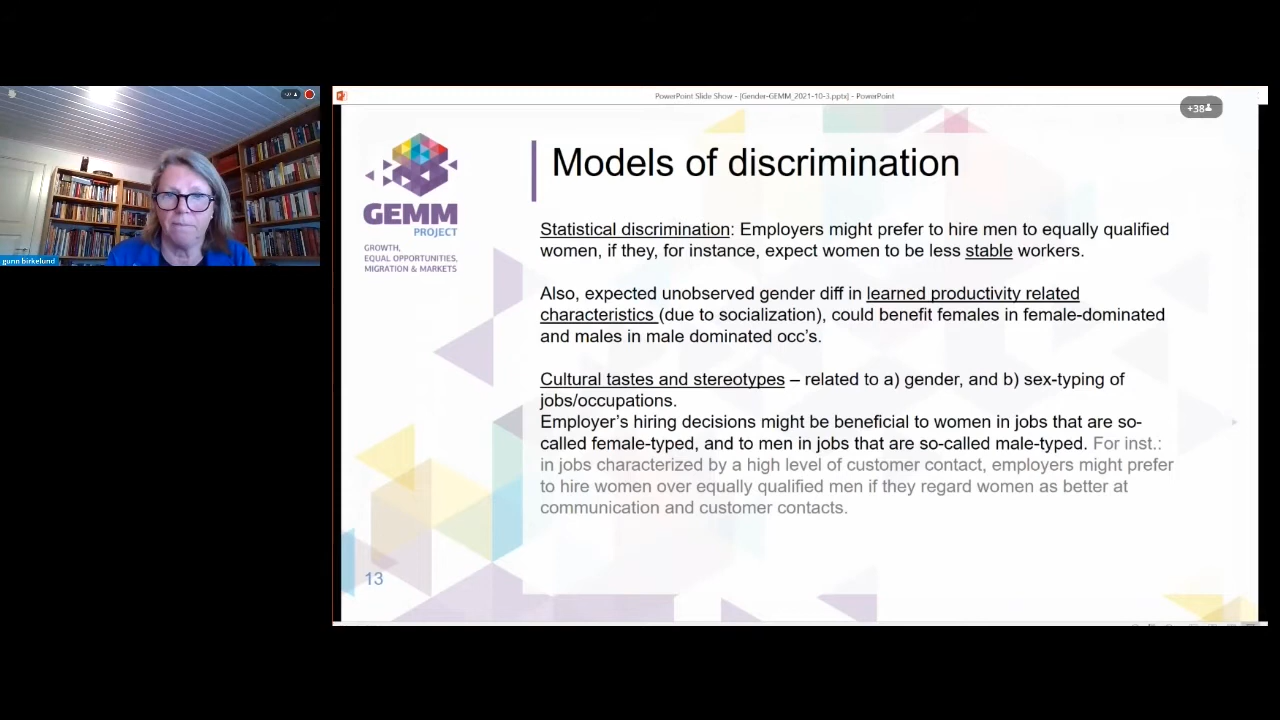 PowerPoint Slide Show - [Gender-GEMM_2021-10-3.pptx] - PowerPoint
+38
gunn birkelund
GEMM
PROJECT
GROWTH,
EQUAL OPPORTUNITIES,
MIGRATION & MARKETS
Models of discrimination
Statistical discrimination: Employers might prefer to hire men to equally qualified
women, if they, for instance, expect women to be less stable workers.
Also, expected unobserved gender diff in learned productivity related
characteristics (due to socialization), could benefit females in female-dominated
and males in male dominated occ's.
Cultural tastes and stereotypes – related to a) gender, and b) sex-typing of
jobs/occupations.
Employer's hiring decisions might be beneficial to women in jobs that are so-
called female-typed, and to men in jobs that are so-called male-typed. For inst.:
in jobs characterized by a high level of customer contact, employers might prefer
to hire women over equally qualified men if they regard women as better at
communication and customer contacts.
13